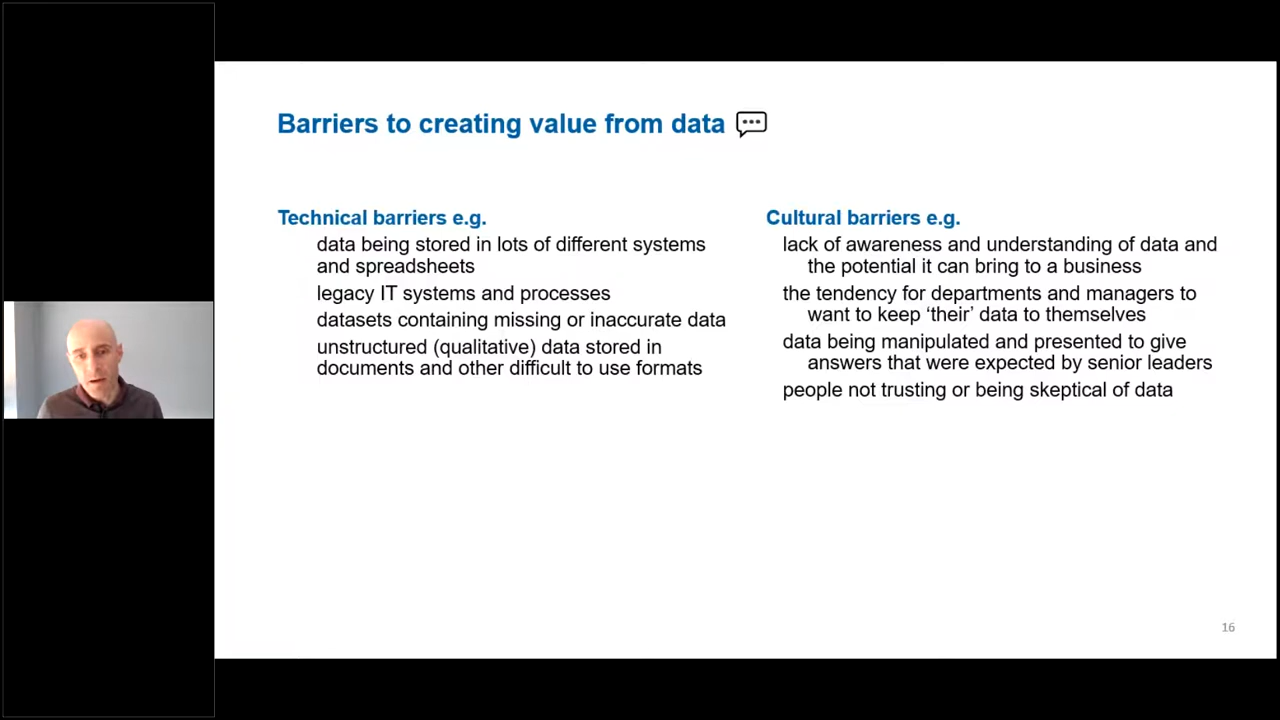 Barriers to creating value from data
Technical barriers e.g.
data being stored in lots of different systems
and spreadsheets
legacy IT systems and processes
datasets containing missing or inaccurate data
unstructured (qualitative) data stored in
documents and other difficult to use formats
Cultural barriers e.g.
lack of awareness and understanding of data and
the potential it can bring to a business
the tendency for departments and managers to
want to keep ‘their’ data to themselves
data being manipulated and presented to give
answers that were expected by senior leaders
people not trusting or being skeptical of data
16